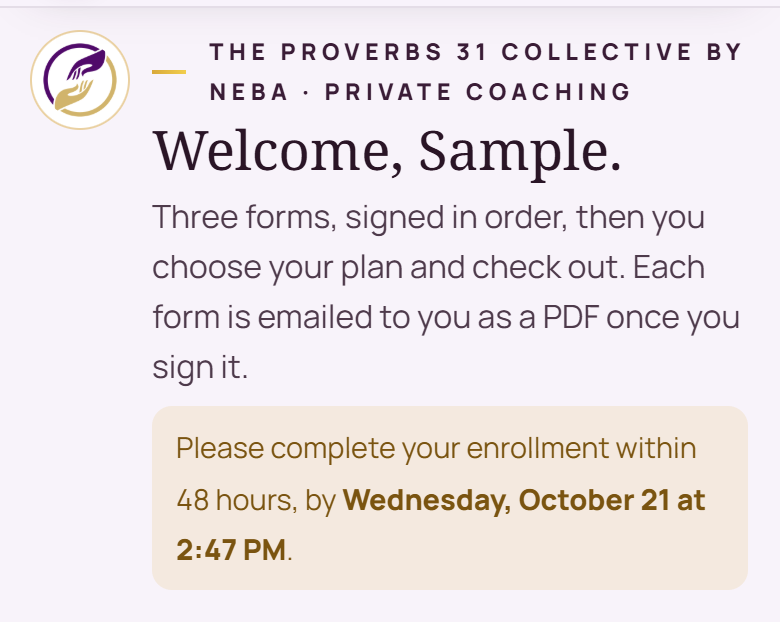 THE PROVERBS 31 COLLECTIVE BY
NEBA · PRIVATE COACHING
Welcome, Sample.
Three forms, signed in order, then you
choose your plan and check out. Each
form is emailed to you as a PDF once you
sign it.
Please complete your enrollment within
48 hours, by Wednesday, October 21 at
2:47 PM.